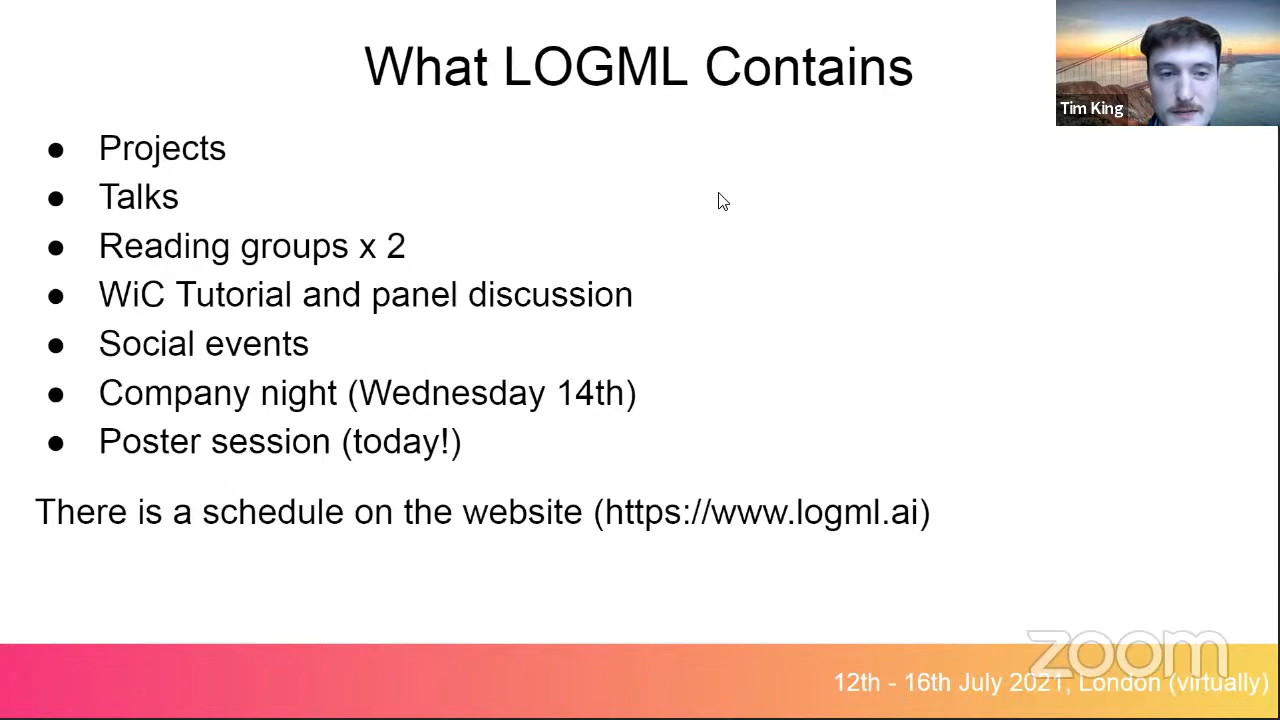 What LOGML Contains
Tim King
● Projects
● Talks
● Reading groups x 2
● WiC Tutorial and panel discussion
● Social events
● Company night (Wednesday 14th)
● Poster session (today!)
There is a schedule on the website (https://www.logml.ai)
zoom
12th - 16th July 2021, London (virtually)